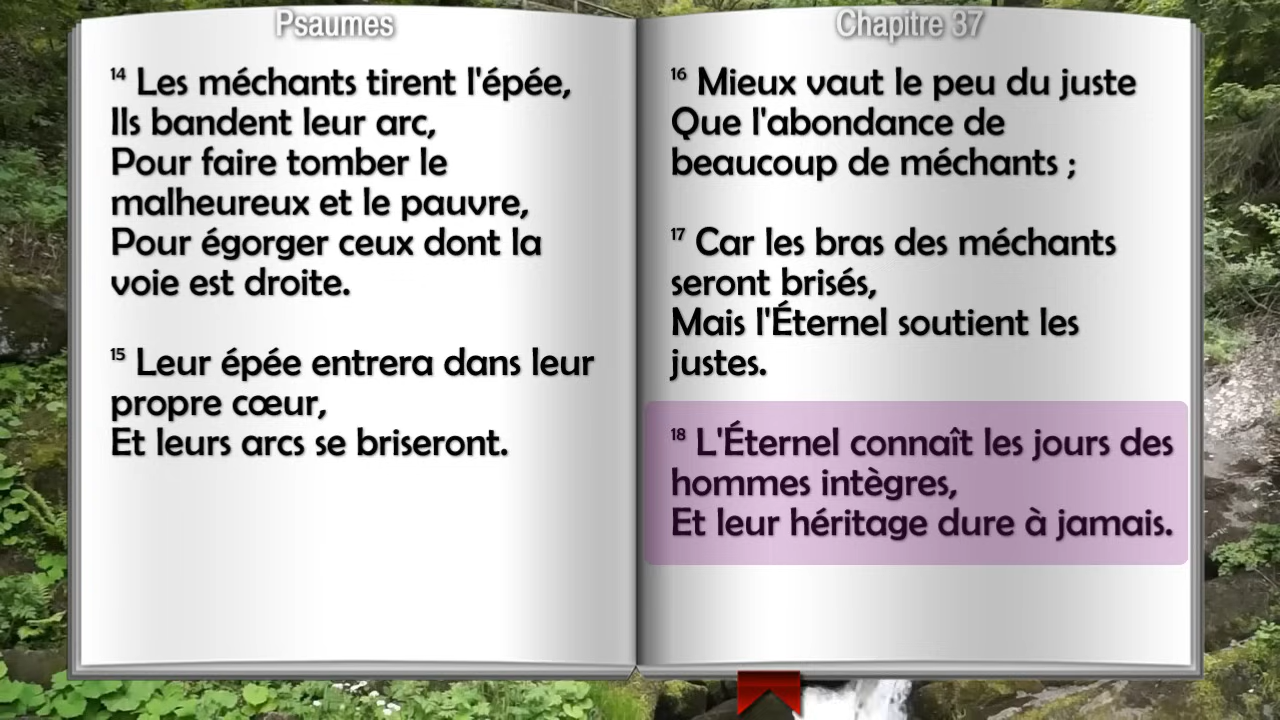 Psaumes
14 Les méchants tirent l'épée,
Ils bandent leur arc,
Pour faire tomber le
malheureux et le pauvre,
Pour égorger ceux dont la
voie est droite.
15 Leur épée entrera dans leur
propre cœur,
Et leurs arcs se briseront.
Chapitre 37
16 Mieux vaut le peu du juste
Que l'abondance de
beaucoup de méchants ;
17 Car les bras des méchants
seront brisés,
Mais l'Éternel soutient les
justes.
18 L'Éternel connaît les jours des
hommes intègres,
Et leur héritage dure à jamais.